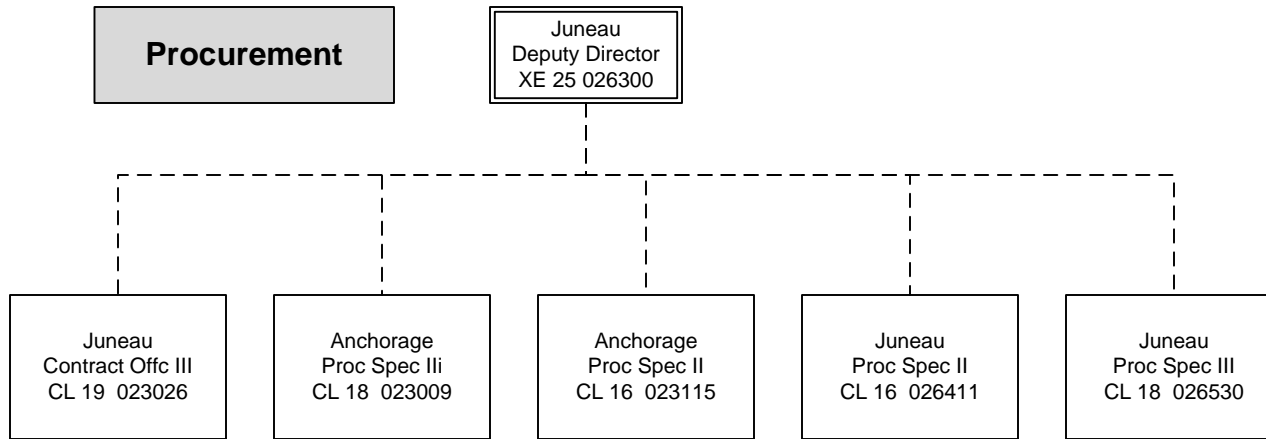 Procurement
Juneau
Deputy Director
XE 25 026300
Juneau
Contract Offc III
CL 19  023026
Anchorage
Proc Spec IIi
CL 18  023009
Anchorage
Proc Spec II
CL 16  023115
Juneau
Proc Spec II
CL 16  026411
Juneau
Proc Spec III
CL 18  026530